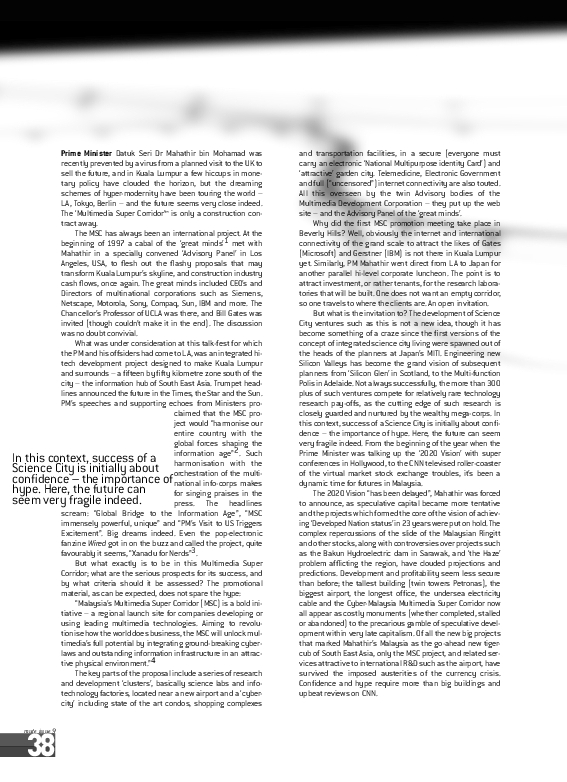 Prime Minister Datuk Seri Dr Mahathir bin Mohamad was
recently prevented by a virus from a planned visit to the UK to
sell the future, and in Kuala Lumpur a few hiccups in mone-
tary policy have clouded the horizon, but the dreaming
schemes of hyper-modernity have been touring the world –
LA, Tokyo, Berlin – and the future seems very close indeed.
The 'Multimedia Super Corridor'" is only a construction con-
tract away.
The MSC has always been an international project. At the
beginning of 1997 a cabal of the 'great minds'1 met with
Mahathir in a specially convened 'Advisory Panel' in Los
Angeles, USA, to flesh out the flashy proposals that may
transform Kuala Lumpur's skyline, and construction industry
cash flows, once again. The great minds included CEO's and
Directors of multinational corporations such as Siemens,
Netscape, Motorola, Sony, Compaq, Sun, IBM and more. The
Chancellor's Professor of UCLA was there, and Bill Gates was
invited (though couldn't make it in the end). The discussion
was no doubt convivial.
What was under consideration at this talk-fest for which
the PM and his offsiders had come to LA, was an integrated hi-
tech development project designed to make Kuala Lumpur
and surrounds – a fifteen by fifty kilometre zone south of the
city – the information hub of South East Asia. Trumpet head-
lines announced the future in the Times, the Star and the Sun.
PM's speeches and supporting echoes from Ministers pro-
claimed that the MSC pro-
ject would "harmonise our
entire country with the
global forces shaping the
information age"2. Such
harmonisation with the
orchestration of the multi-
national info-corps makes
for singing praises in the
press. The headlines
scream: "Global Bridge to the Information Age", "MSC
immensely powerful, unique" and "PM's Visit to US Triggers
Excitement". Big dreams indeed. Even the pop-electronic
fanzine Wired got in on the buzz and called the project, quite
favourably it seems, "Xanadu for Nerds"3.
But what exactly is to be in this Multimedia Super
Corridor; what are the serious prospects for its success, and
by what criteria should it be assessed? The promotional
material, as can be expected, does not spare the hype:
"Malaysia's Multimedia Super Corridor (MSC) is a bold ini-
tiative – a regional launch site for companies developing or
using leading multimedia technologies. Aiming to revolu-
tionise how the world does business, the MSC will unlock mul-
timedia's full potential by integrating ground-breaking cyber-
laws and outstanding information infrastructure in an attrac-
tive physical environment."4
The key parts of the proposal include a series of research
and development 'clusters', basically science labs and info-
technology factories, located near a new airport and a 'cyber-
city' including state of the art condos, shopping complexes
In this context, success of a
Science City is initially about
confidence – the importance of
hype. Here, the future can
seem very fragile indeed.
and transportation facilities, in a secure (everyone must
carry an electronic 'National Multipurpose identity Card') and
'attractive' garden city. Telemedicine, Electronic Government
and full ("uncensored") internet connectivity are also touted.
All this overseen by the twin Advisory bodies of the
Multimedia Development Corporation – they put up the web
site – and the Advisory Panel of the 'great minds'.
Why did the first MSC promotion meeting take place in
Beverly Hills? Well, obviously the internet and international
connectivity of the grand scale to attract the likes of Gates
(Microsoft) and Gerstner (IBM) is not there in Kuala Lumpur
yet. Similarly, PM Mahathir went direct from LA to Japan for
another parallel hi-level corporate luncheon. The point is to
attract investment, or rather tenants, for the research labora-
tories that will be built. One does not want an empty corridor,
so one travels to where the clients are. An open invitation.
But what is the invitation to? The development of Science
City ventures such as this is not a new idea, though it has
become something of a craze since the first versions of the
concept of integrated science city living were spawned out of
the heads of the planners at Japan's MITI. Engineering new
Silicon Valleys has become the grand vision of subsequent
planners from 'Silicon Glen' in Scotland, to the Multi-function
Polis in Adelaide. Not always successfully, the more than 300
plus of such ventures compete for relatively rare technology
research pay-offs, as the cutting edge of such research is
closely guarded and nurtured by the wealthy mega-corps. In
this context, success of a Science City is initially about confi-
dence – the importance of hype. Here, the future can seem
very fragile indeed. From the beginning of the year when the
Prime Minister was talking up the '2020 Vision' with super
conferences in Hollywood, to the CNN televised roller-coaster
of the virtual market stock exchange troubles, it's been a
dynamic time for futures in Malaysia.
The 2020 Vision "has been delayed", Mahathir was forced
to announce, as speculative capital became more tentative
and the projects which formed the core of the vision of achiev-
ing 'Developed Nation status' in 23 years were put on hold. The
complex repercussions of the slide of the Malaysian Ringitt
and other stocks, along with controversies over projects such
as the Bakun Hydroelectric dam in Sarawak, and 'the Haze'
problem afflicting the region, have clouded projections and
predictions. Development and profitability seem less secure
than before; the tallest building (twin towers Petronas), the
biggest airport, the longest office, the undersea electricity
cable and the Cyber Malaysia Multimedia Super Corridor now
all appear as costly monuments (whether completed, stalled
or abandoned) to the precarious gamble of speculative devel-
opment within very late capitalism. Of all the new big projects
that marked Mahathir's Malaysia as the go-ahead new tiger-
cub of South East Asia, only the MSC project, and related ser-
vices attractive to international R&D such as the airport, have
survived the imposed austerities of the currency crisis.
Confidence and hype require more than big buildings and
upbeat reviews on CNN.
38